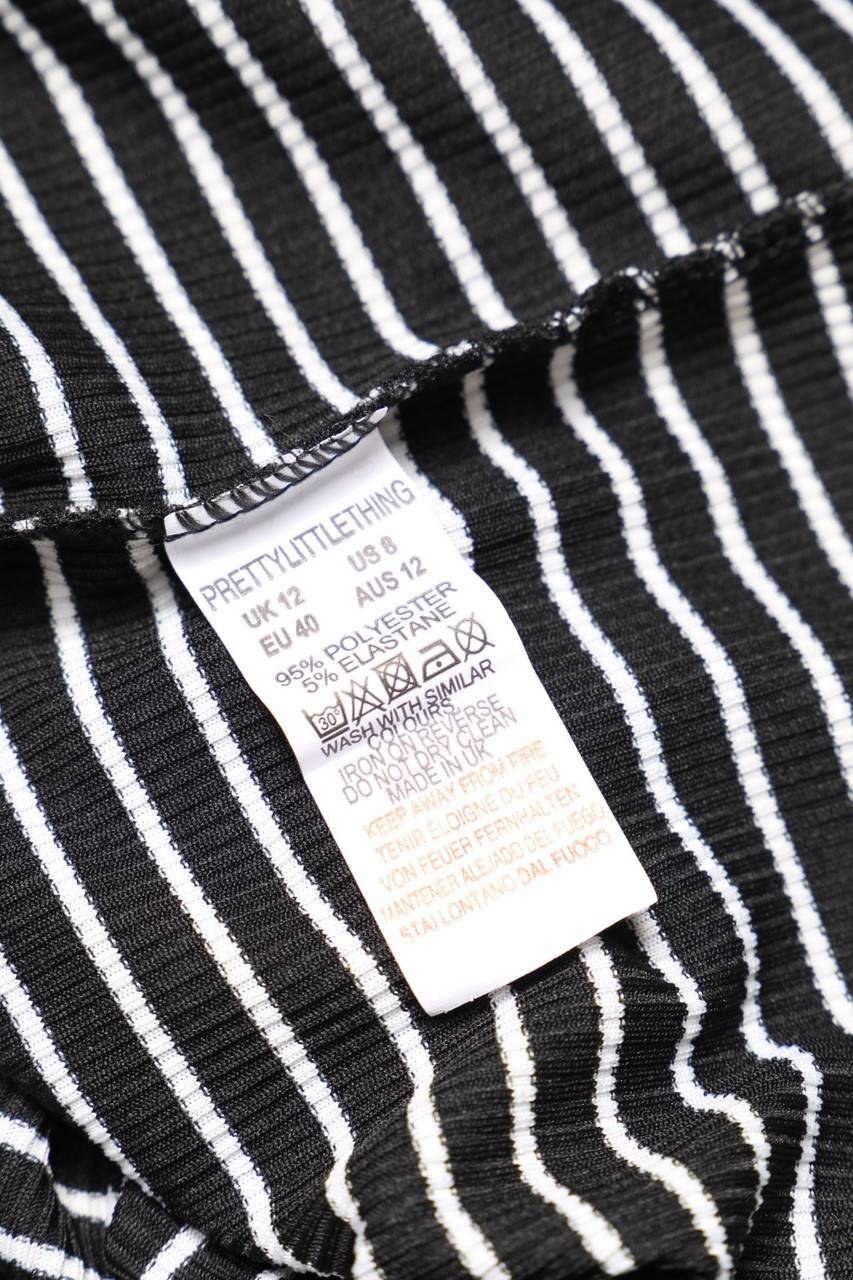 PRETTYLITTLETHING
UK 12 US 8
EU 40 AUS 12
95% POLYESTER
5% ELASTANE
30°
WASH WITH SIMILAR
COLOURS
IRON ON REVERSE
DO NOT DRY CLEAN
MADE IN UK
KEEP AWAY FROM FIRE
TENIR ÉLOIGNE DU FEU
VON FEUER FERNHALTEN
MANTENER ALEJADO DEL FUEGO
STAI LONTANO DAL FUOCO